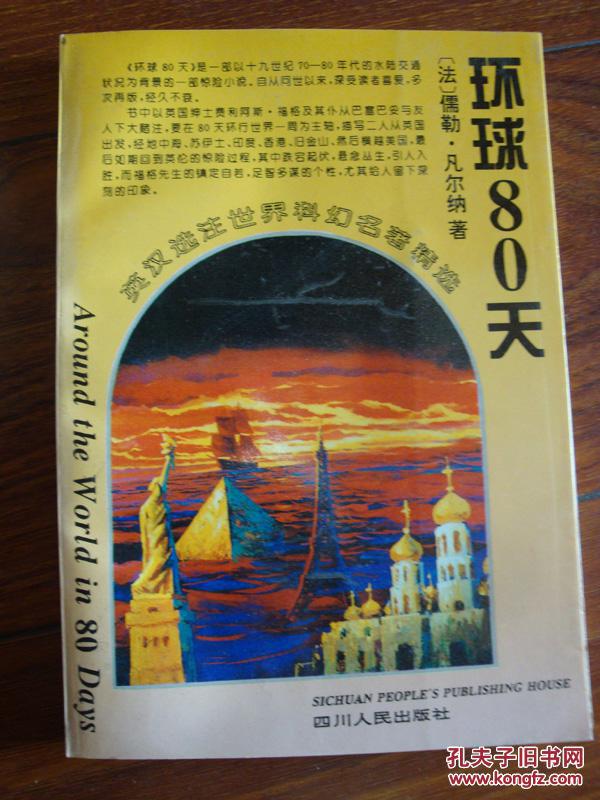 《环球80天》是一部以十九世纪70—80年代的水陆交通
状况为背景的一部惊险小说。自从问世以来，深受读者喜爱，多
次再版，经久不衰。
书中以英国绅士费利阿斯·福格及其仆从巴塞巴妥与友
人下大赌注，要在80天环行世界一周为主轴，描写二人从英国
出发，经地中海、苏伊士、印度、香港、旧金山、然后横越美国，最
后如期回到英伦的惊险过程，其中跌宕起伏，悬念丛生，引人入
胜，而福格先生的镇定自若，足智多谋的个性，尤其给人留下深
刻的印象。
环球80天
〔法〕儒勒·凡尔纳 著
英汉选注世界科幻名著精选
Around the World in 80 Days
SICHUAN PEOPLE'S PUBLISHING HOUSE
四川人民出版社
孔夫子旧书网
www.kongfz.com